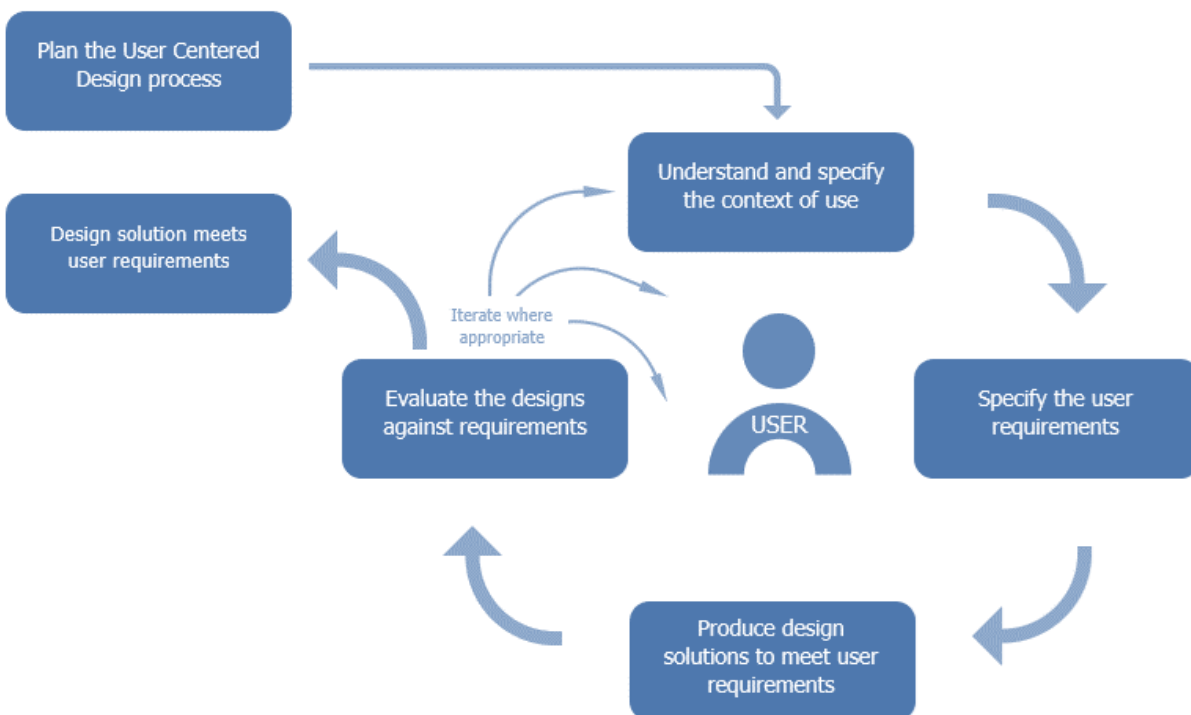 Plan the User Centered
Design process
Understand and specify
the context of use
Design solution meets
user requirements
Iterate where
appropriate
Evaluate the designs
against requirements
USER
Specify the user
requirements
Produce design
solutions to meet user
requirements